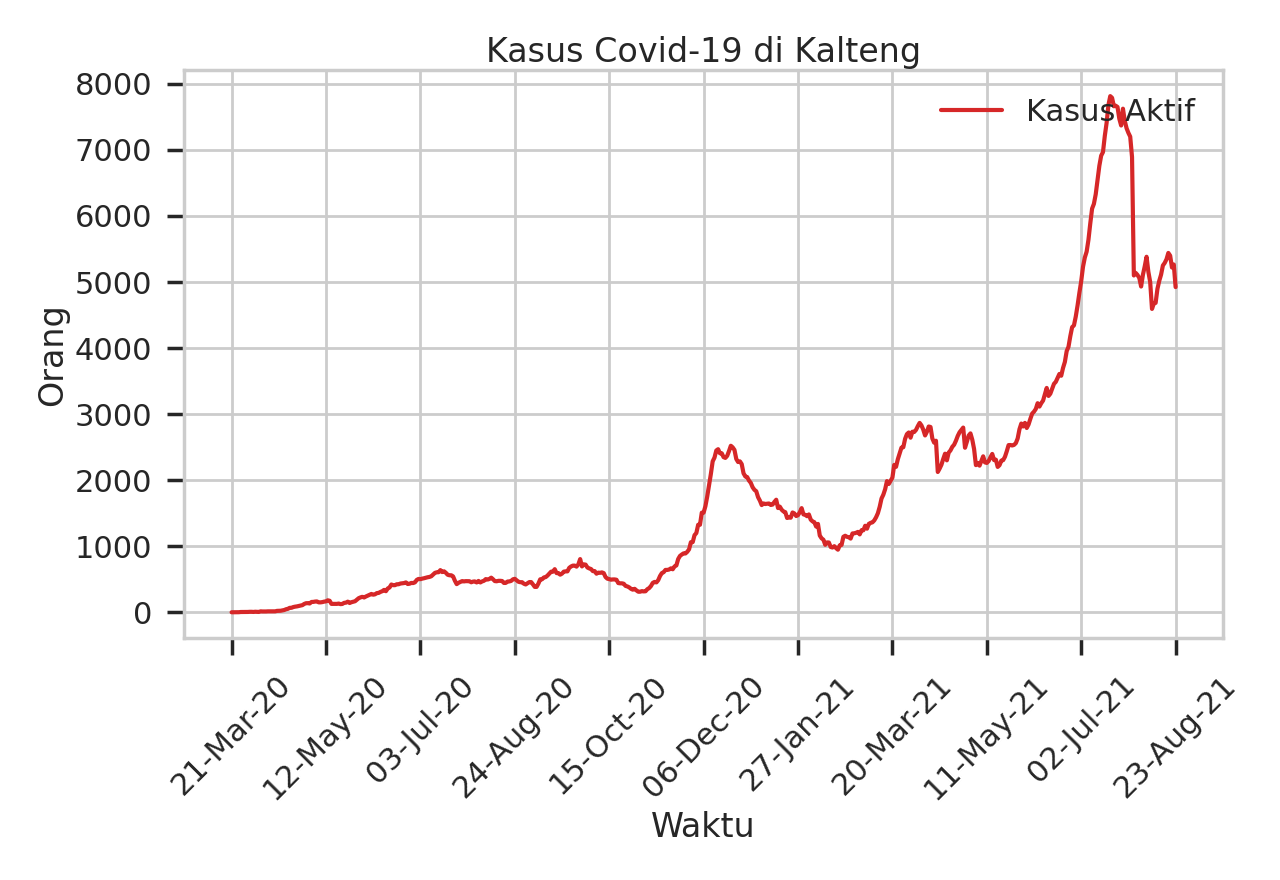 Kasus Covid-19 di Kalteng
Kasus Aktif
Orang
8000
7000
6000
5000
4000
3000
2000
1000
0
21-Mar-20
12-May-20
03-Jul-20
24-Aug-20
15-Oct-20
06-Dec-20
27-Jan-21
20-Mar-21
11-May-21
02-Jul-21
23-Aug-21
Waktu